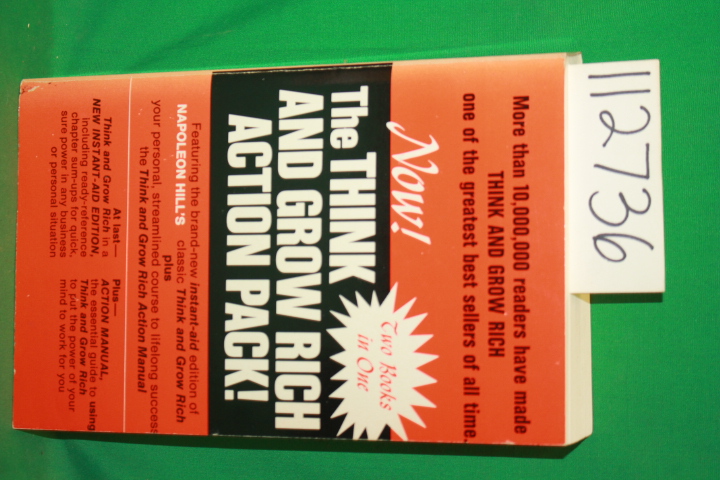 112736
More than 10,000,000 readers have made
THINK AND GROW RICH
one of the greatest best sellers of all time.
Now!
Two Books
in One
The THINK
AND GROW RICH
ACTION PACK!
Featuring the brand-new instant-aid edition of
NAPOLEON HILL'S classic Think and Grow Rich
plus
your personal, streamlined course to lifelong success
the Think and Grow Rich Action Manual
At last—
Think and Grow Rich in a
NEW INSTANT-AID EDITION,
including ready-reference
chapter sum-ups for quick,
sure power in any business
or personal situation
Plus—
ACTION MANUAL,
the essential guide to using
Think and Grow Rich
to put the power of your
mind to work for you